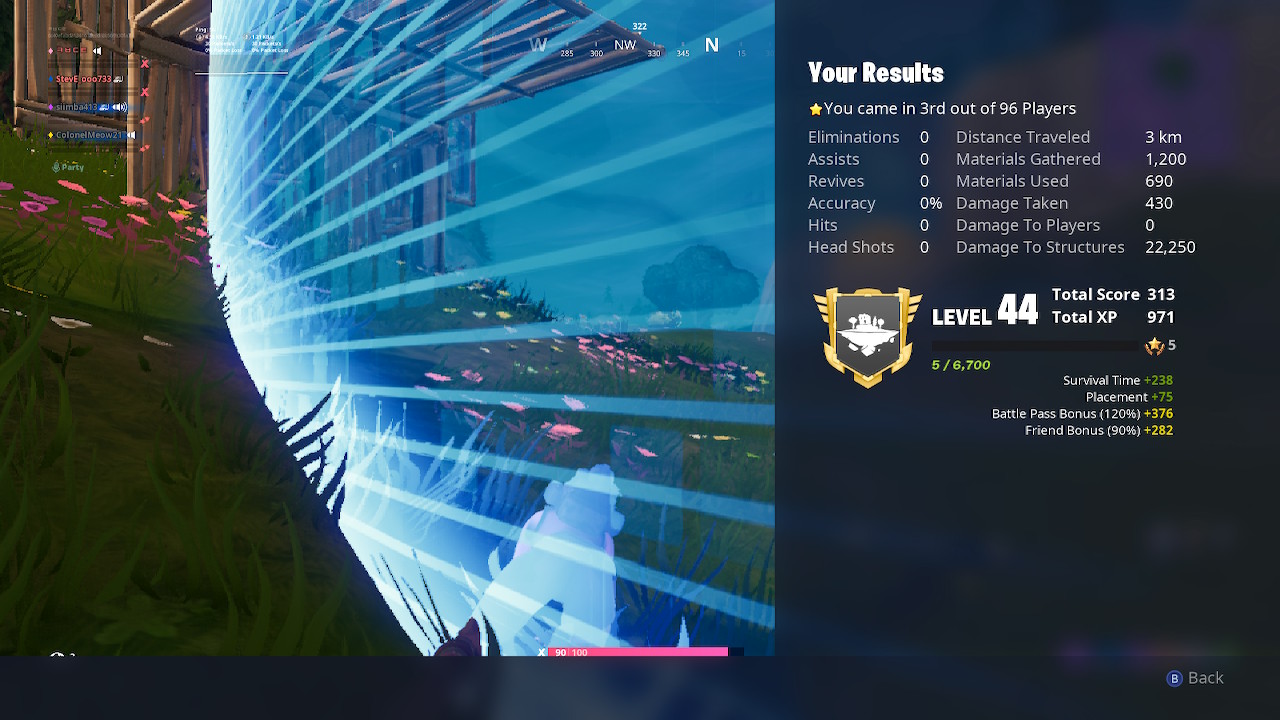 322
W 285 300 NW 330 345 N 15
StevE-ooo733
siimba413
ColonelMeow21
Party
Your Results
You came in 3rd out of 96 Players
Eliminations 0 Distance Traveled 3 km
Assists 0 Materials Gathered 1,200
Revives 0 Materials Used 690
Accuracy 0% Damage Taken 430
Hits 0 Damage To Players 0
Head Shots 0 Damage To Structures 22,250
LEVEL 44
Total Score 313
Total XP 971
5
5 / 6,700
Survival Time +238
Placement +75
Battle Pass Bonus (120%) +376
Friend Bonus (90%) +282
X 90 100
B Back